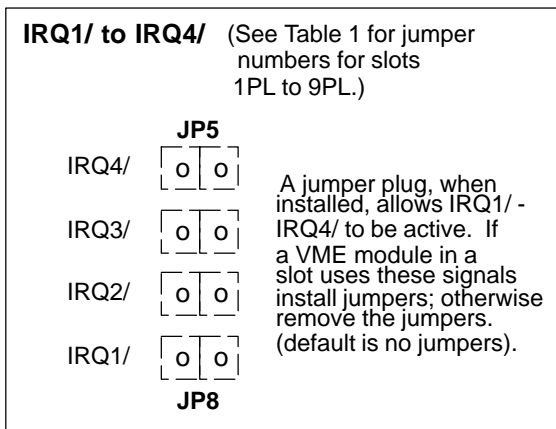 IRQ1/ to IRQ4/ (See Table 1 for jumper
numbers for slots
1PL to 9PL.)
JP5
IRQ4/ o o
IRQ3/ o o
IRQ2/ o o
IRQ1/ o o
JP8
A jumper plug, when
installed, allows IRQ1/ -
IRQ4/ to be active. If
a VME module in a
slot uses these signals
install jumpers; otherwise
remove the jumpers.
(default is no jumpers).